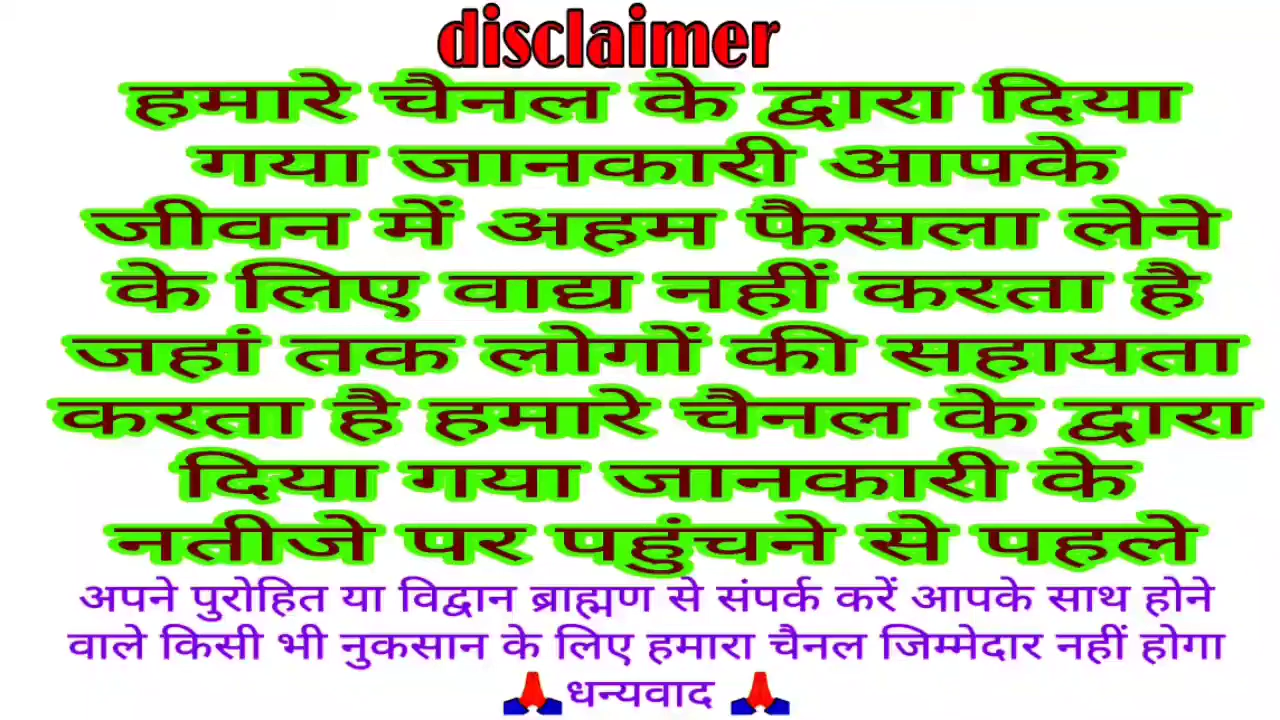 disclaimer
हमारे चैनल के द्वारा दिया
गया जानकारी आपके
जीवन में अहम फैसला लेने
के लिए वाद्य नहीं करता है
जहां तक लोगों की सहायता
करता है हमारे चैनल के द्वारा
दिया गया जानकारी के
नतीजे पर पहुंचने से पहले
अपने पुरोहित या विद्वान ब्राह्मण से संपर्क करें आपके साथ होने
वाले किसी भी नुकसान के लिए हमारा चैनल जिम्मेदार नहीं होगा
🙏धन्यवाद 🙏